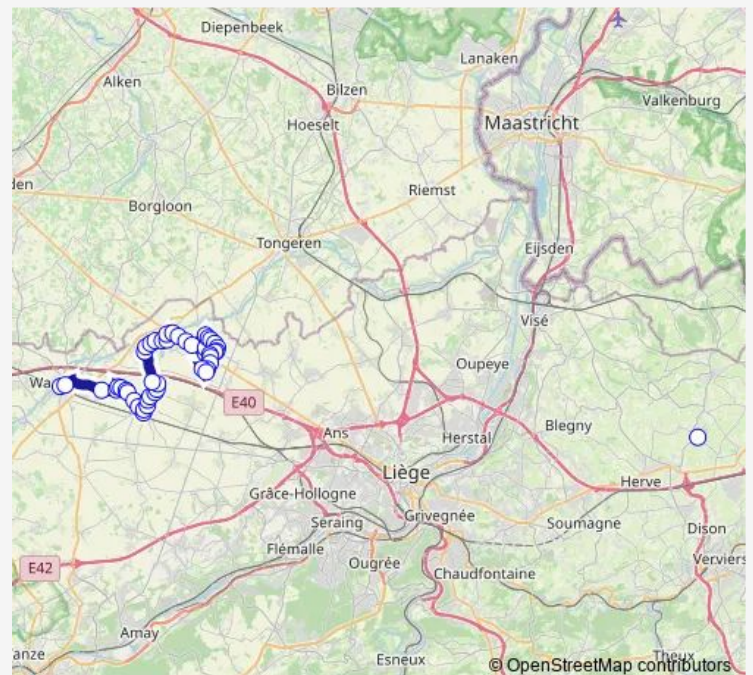 Diepenbeek
Lanaken
Alken
Bilzen
Valkenburg
Hoeselt
Maastricht
den
Riemst
Borgloon
Tongeren
Eijsden
Visé
Oupeye
Wa
E40
Blegny
Ans
Herstal
Liège
Herve
Grâce-Hollogne
Grivegnée
Seraing
Soumagne
Dison
Flémalle
Verviers
Ougrée
E42
Chaudfontaine
Amay
anze
Esneux
Theux
© OpenStreetMap contributors